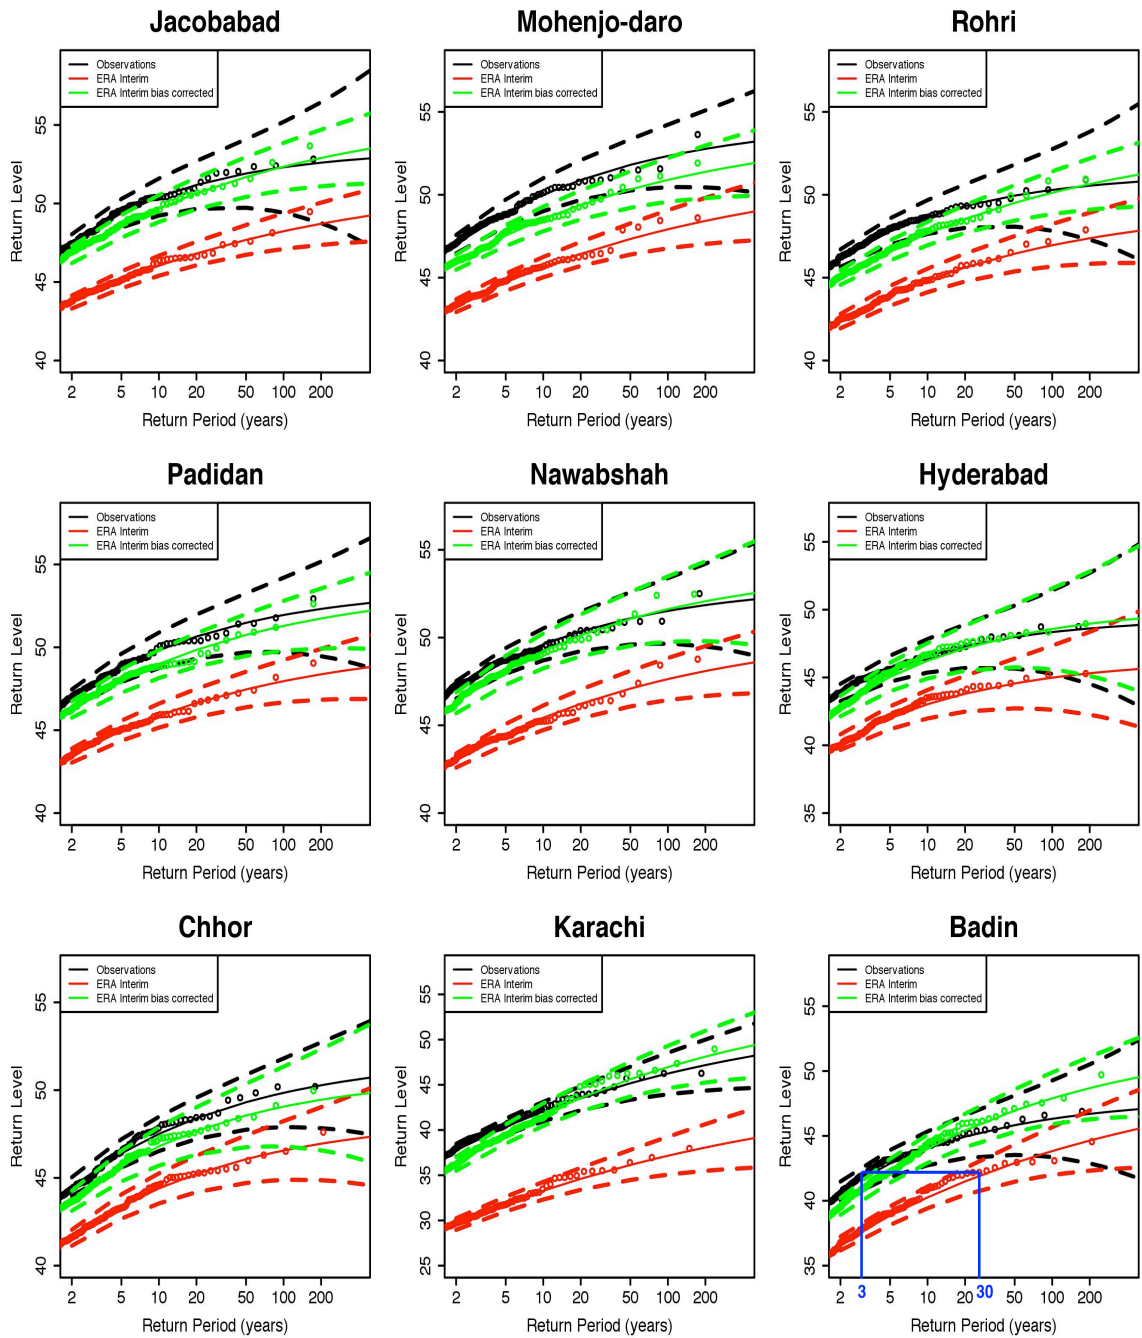 Jacobabad
Observations
ERA Interim
ERA Interim bias corrected
Return Level
55
50
45
40
2 5 10 20 50 100 200
Return Period (years)
Mohenjo-daro
Observations
ERA Interim
ERA Interim bias corrected
Return Level
55
50
45
40
2 5 10 20 50 100 200
Return Period (years)
Rohri
Observations
ERA Interim
ERA Interim bias corrected
Return Level
55
50
45
40
2 5 10 20 50 100 200
Return Period (years)
Padidan
Observations
ERA Interim
ERA Interim bias corrected
Return Level
55
50
45
40
2 5 10 20 50 100 200
Return Period (years)
Nawabshah
Observations
ERA Interim
ERA Interim bias corrected
Return Level
55
50
45
40
2 5 10 20 50 100 200
Return Period (years)
Hyderabad
Observations
ERA Interim
ERA Interim bias corrected
Return Level
55
50
45
40
35
2 5 10 20 50 100 200
Return Period (years)
Chhor
Observations
ERA Interim
ERA Interim bias corrected
Return Level
55
50
45
40
2 5 10 20 50 100 200
Return Period (years)
Karachi
Observations
ERA Interim
ERA Interim bias corrected
Return Level
55
50
45
40
35
30
25
2 5 10 20 50 100 200
Return Period (years)
Badin
Observations
ERA Interim
ERA Interim bias corrected
Return Level
55
50
45
40
35
3 30
2 5 10 20 50 100 200
Return Period (years)